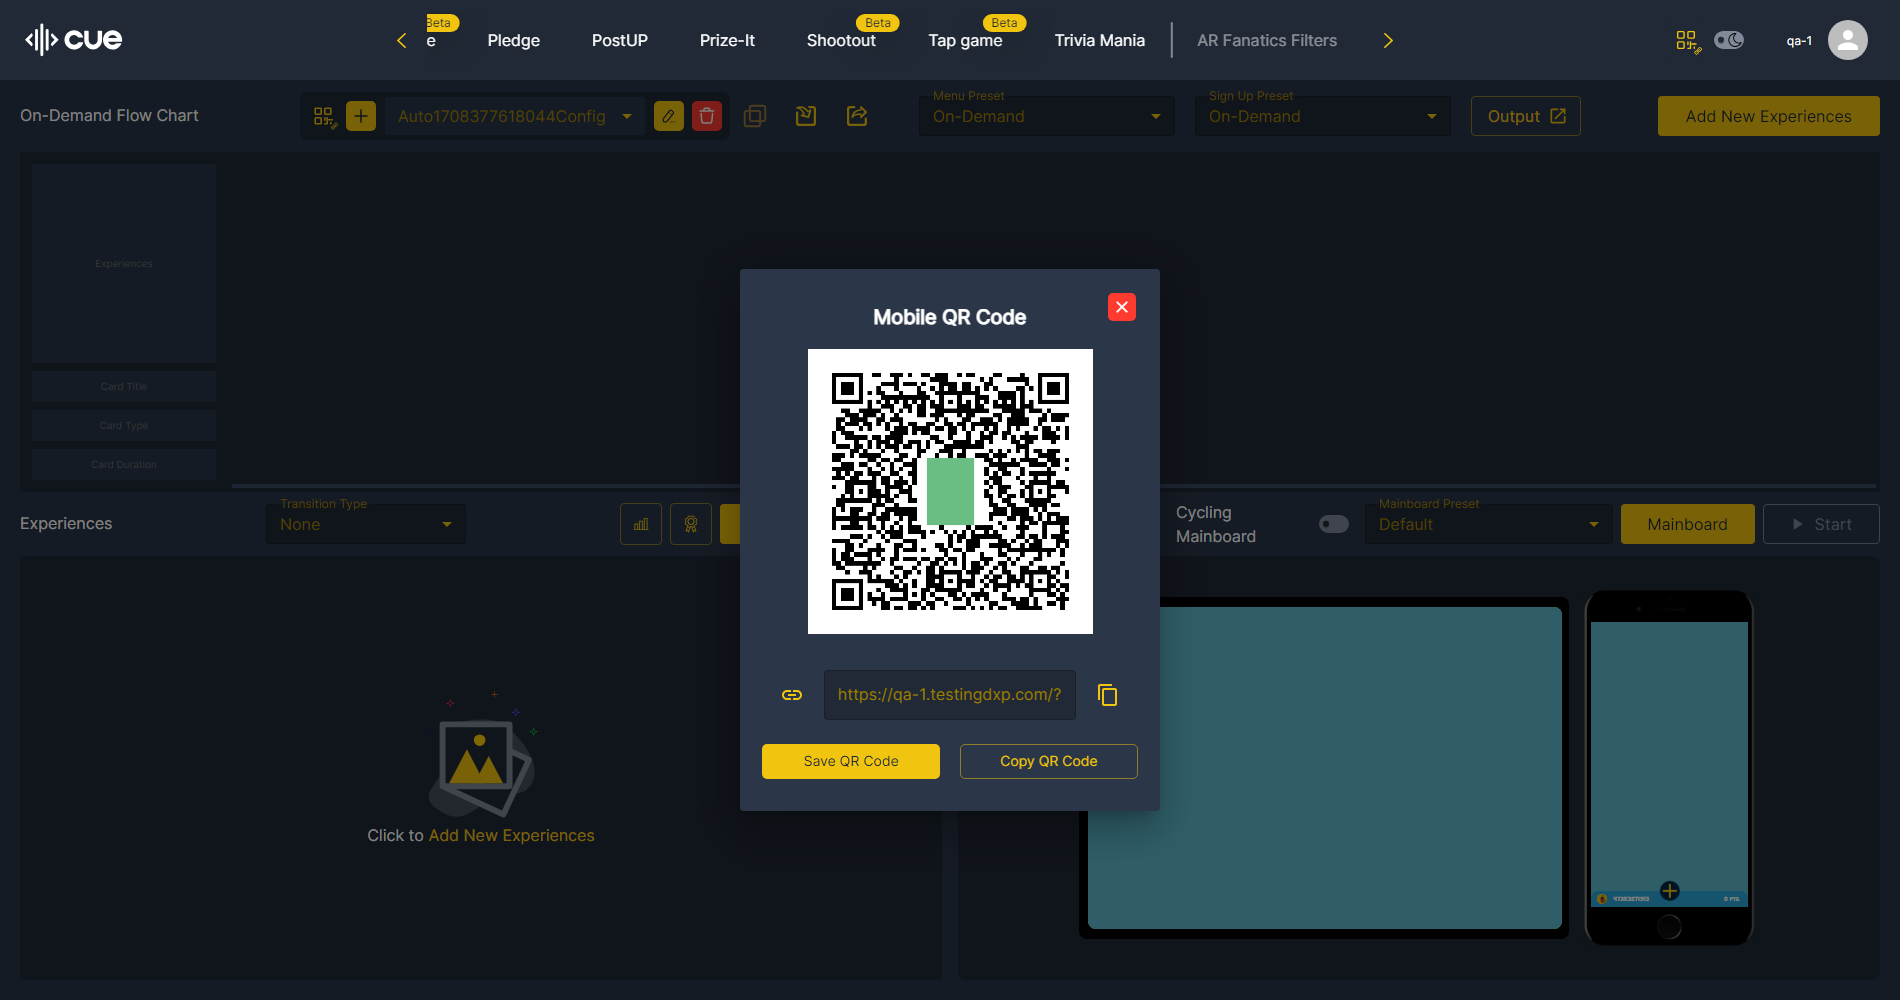 cue
Beta
e
Pledge
PostUP
Prize-It
Beta
Shootout
Beta
Tap game
Trivia Mania
AR Fanatics Filters
qa-1
On-Demand Flow Chart
Auto1708377618044Config
Menu Preset
On-Demand
Sign Up Preset
On-Demand
Output
Add New Experiences
Experiences
Card Title
Card Type
Card Duration
Mobile QR Code
https://qa-1.testingdxp.com/?
Save QR Code
Copy QR Code
Experiences
Transition Type
None
Cycling
Mainboard
Mainboard Preset
Default
Mainboard
Start
Click to Add New Experiences